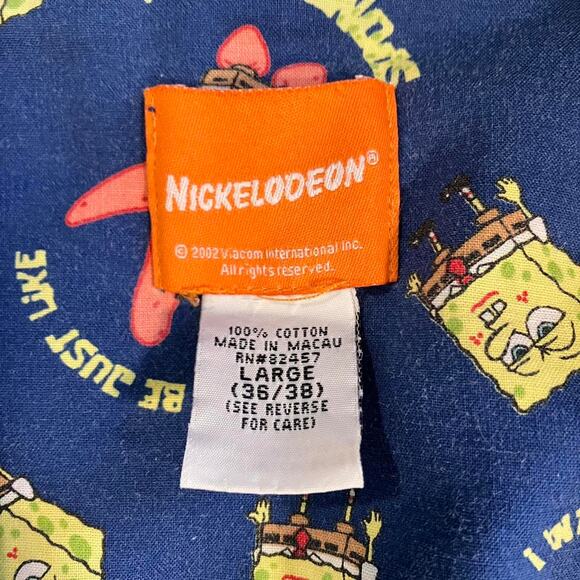 NICKELODEON®
© 2002 Viacom International Inc.
All rights reserved.
100% COTTON
MADE IN MACAU
RN#82457
LARGE
(36/38)
(SEE REVERSE
FOR CARE)
BE JUST LIKE